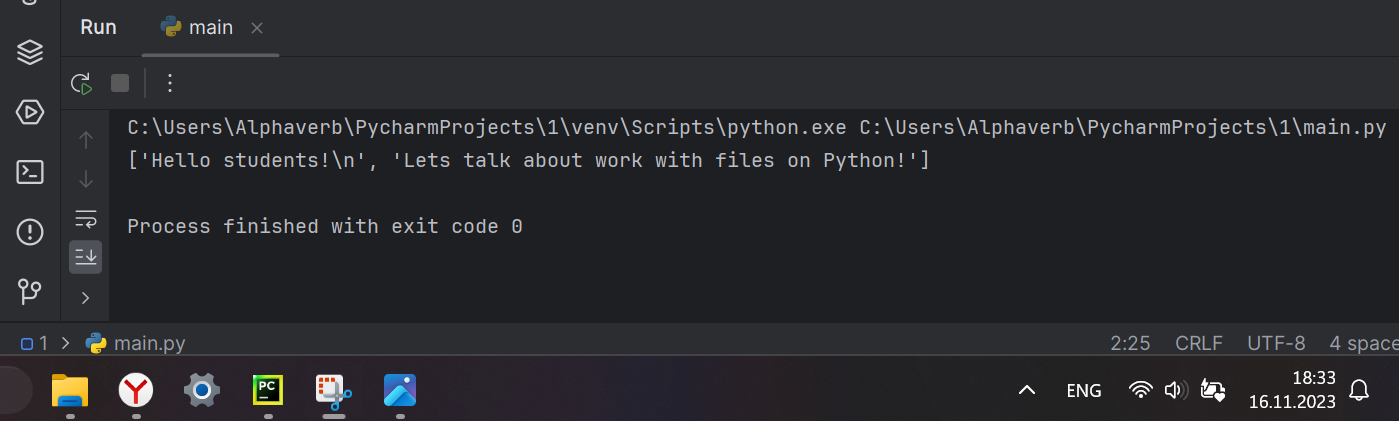 Run main
C:\Users\Alphaverb\PycharmProjects\1\venv\Scripts\python.exe C:\Users\Alphaverb\PycharmProjects\1\main.py
['Hello students!\n', 'Lets talk about work with files on Python!']
Process finished with exit code 0
1 main.py 2:25 CRLF UTF-8 4 space
PC ENG 18:33
16.11.2023